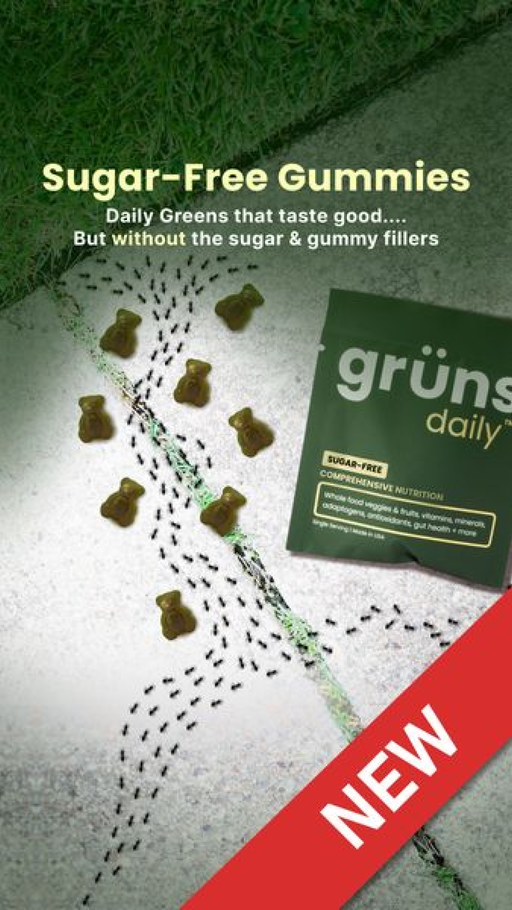 Sugar-Free Gummies
Daily Greens that taste good....
But without the sugar & gummy fillers
grüns
daily™
SUGAR-FREE
COMPREHENSIVE NUTRITION
Whole food veggies & fruits, vitamins, minerals,
adaptogens, antioxidants, gut health + more
Single Serving | Made in USA
NEW